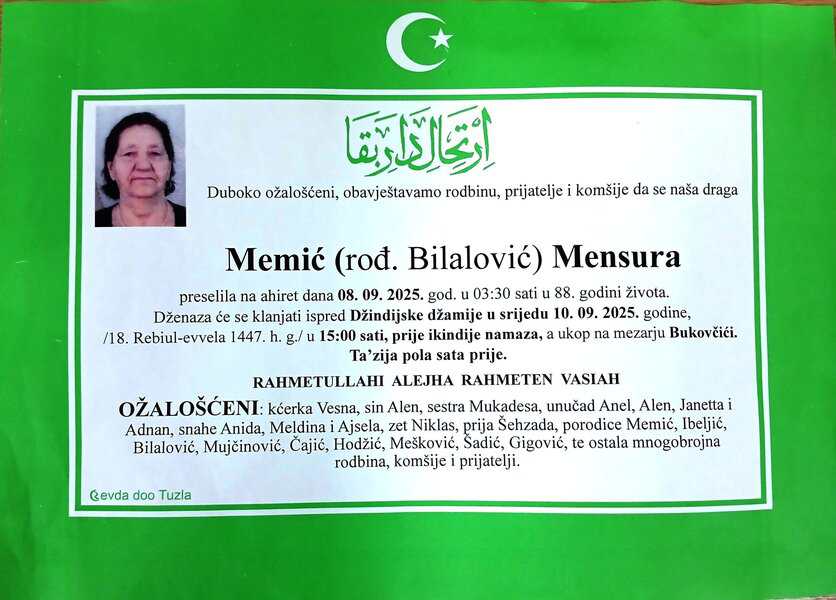 اِرْتِحَالِ دَارِ بَقَا
Duboko ožalošćeni, obavještavamo rodbinu, prijatelje i komšije da se naša draga
Memić (rođ. Bilalović) Mensura
preselila na ahiret dana 08. 09. 2025. god. u 03:30 sati u 88. godini života.
Dženaza će se klanjati ispred Džindijske džamije u srijedu 10. 09. 2025. godine,
/18. Rebiul-evvela 1447. h. g./ u 15:00 sati, prije ikindije namaza, a ukop na mezarju Bukovčići.
Ta’zija pola sata prije.
RAHMETULLAHI ALEJHA RAHMETEN VASIAH
OŽALOŠĆENI: kćerka Vesna, sin Alen, sestra Mukadesa, unučad Anel, Alen, Janetta i
Adnan, snahe Anida, Meldina i Ajsela, zet Niklas, prija Šehzada, porodice Memić, Ibeljić,
Bilalović, Mujčinović, Čajić, Hodžić, Mešković, Šadić, Gigović, te ostala mnogobrojna
rodbina, komšije i prijatelji.
evda doo Tuzla